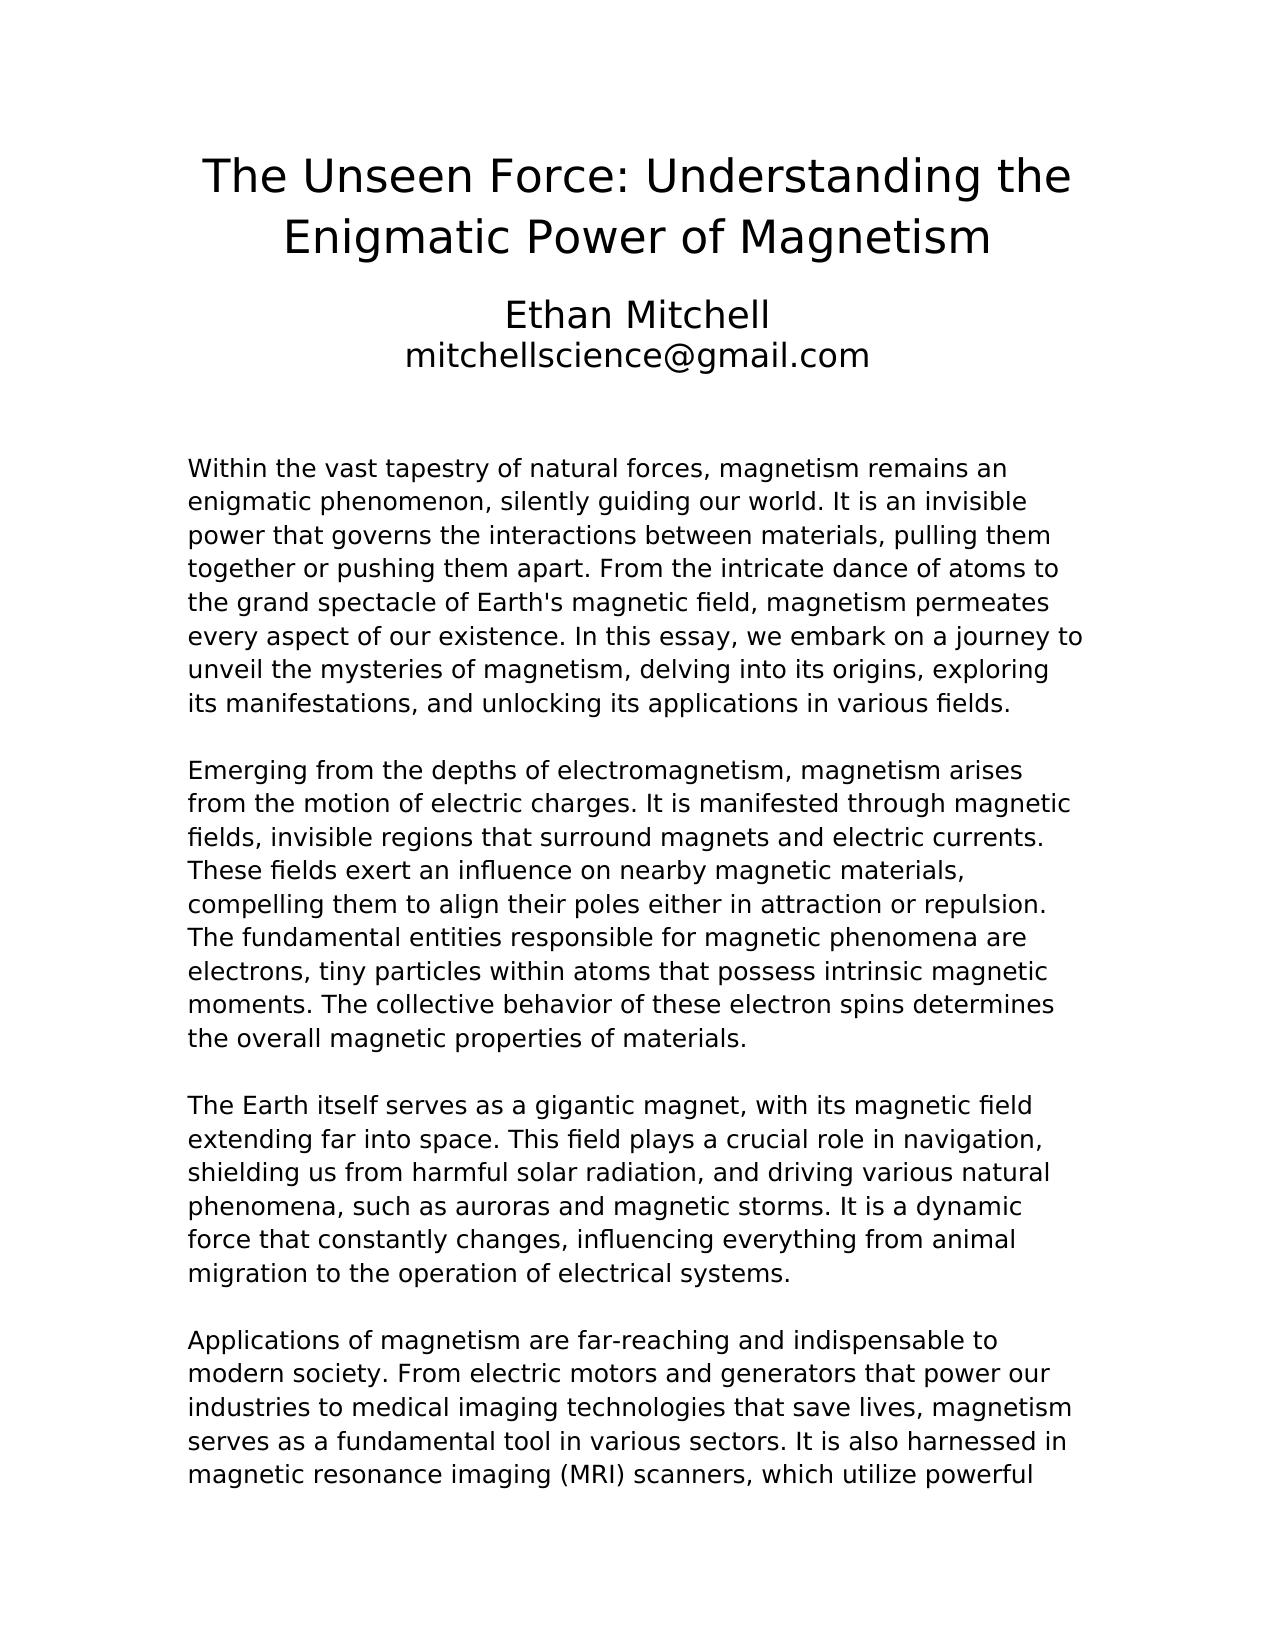 The Unseen Force: Understanding the
Enigmatic Power of Magnetism
Ethan Mitchell
mitchellscience@gmail.com
Within the vast tapestry of natural forces, magnetism remains an
enigmatic phenomenon, silently guiding our world. It is an invisible
power that governs the interactions between materials, pulling them
together or pushing them apart. From the intricate dance of atoms to
the grand spectacle of Earth's magnetic field, magnetism permeates
every aspect of our existence. In this essay, we embark on a journey to
unveil the mysteries of magnetism, delving into its origins, exploring
its manifestations, and unlocking its applications in various fields.
Emerging from the depths of electromagnetism, magnetism arises
from the motion of electric charges. It is manifested through magnetic
fields, invisible regions that surround magnets and electric currents.
These fields exert an influence on nearby magnetic materials,
compelling them to align their poles either in attraction or repulsion.
The fundamental entities responsible for magnetic phenomena are
electrons, tiny particles within atoms that possess intrinsic magnetic
moments. The collective behavior of these electron spins determines
the overall magnetic properties of materials.
The Earth itself serves as a gigantic magnet, with its magnetic field
extending far into space. This field plays a crucial role in navigation,
shielding us from harmful solar radiation, and driving various natural
phenomena, such as auroras and magnetic storms. It is a dynamic
force that constantly changes, influencing everything from animal
migration to the operation of electrical systems.
Applications of magnetism are far-reaching and indispensable to
modern society. From electric motors and generators that power our
industries to medical imaging technologies that save lives, magnetism
serves as a fundamental tool in various sectors. It is also harnessed in
magnetic resonance imaging (MRI) scanners, which utilize powerful